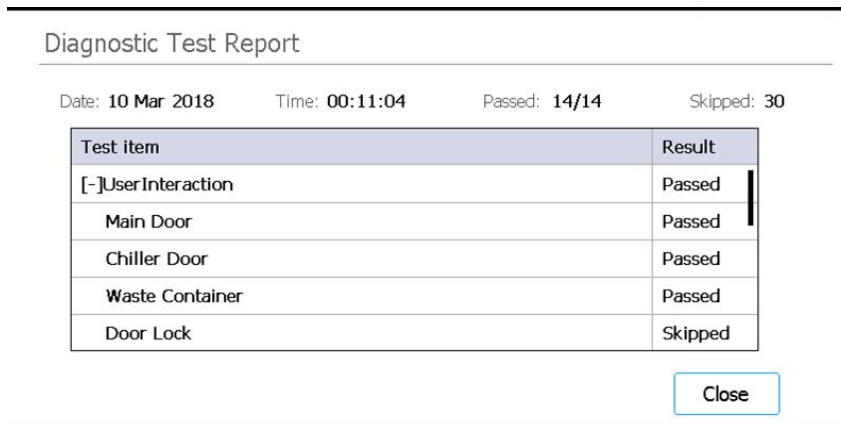 Diagnostic Test Report
Date: 10 Mar 2018 Time: 00:11:04 Passed: 14/14 Skipped: 30
Test item Result
[-]UserInteraction Passed
Main Door Passed
Chiller Door Passed
Waste Container Passed
Door Lock Skipped
Close